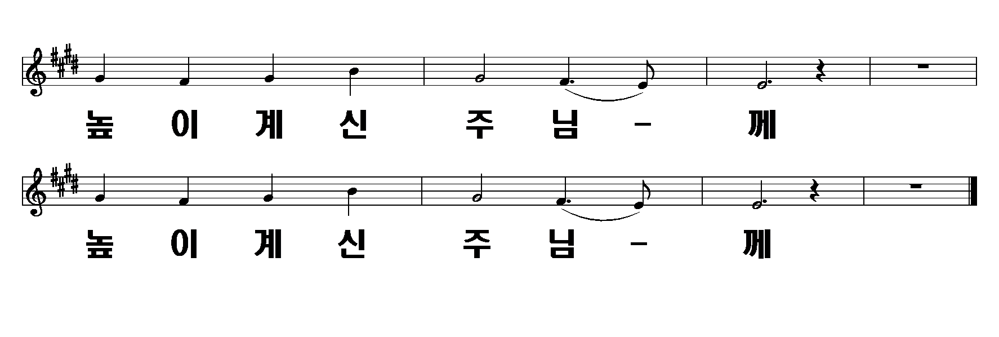 높 이 계 신 주 님 - 께
높 이 계 신 주 님 - 께